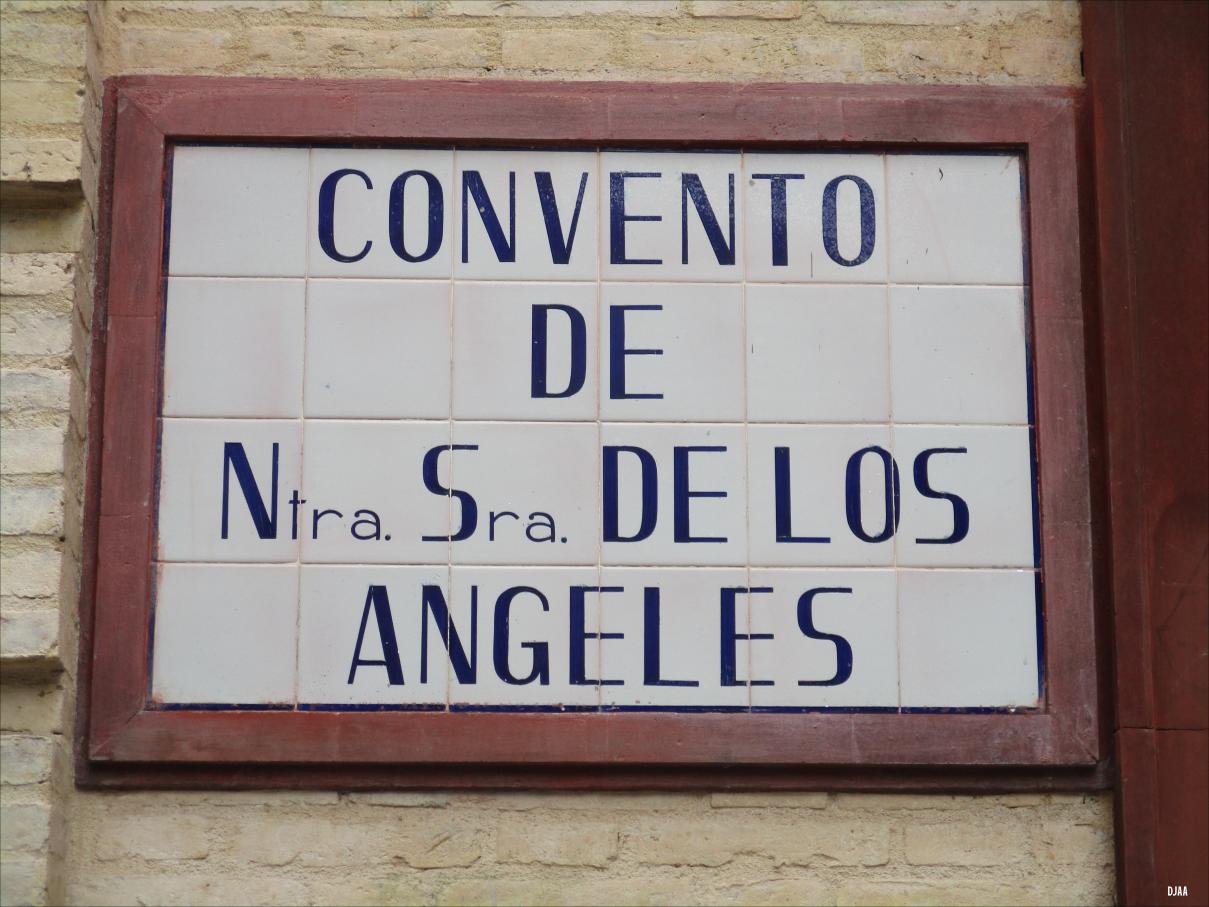 CONVENTO
DE
Ntra. Sra. DE LOS
ANGELES
DJAA